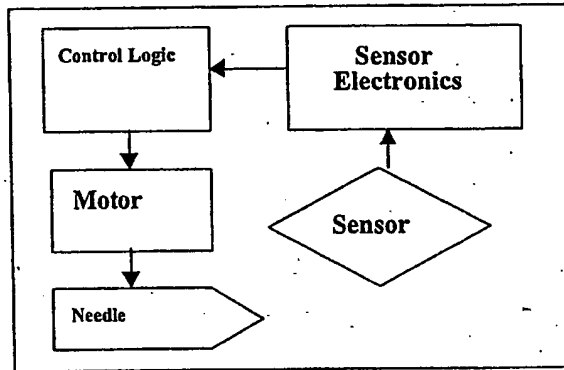 Control Logic
Sensor
Electronics
Motor
Sensor
Needle